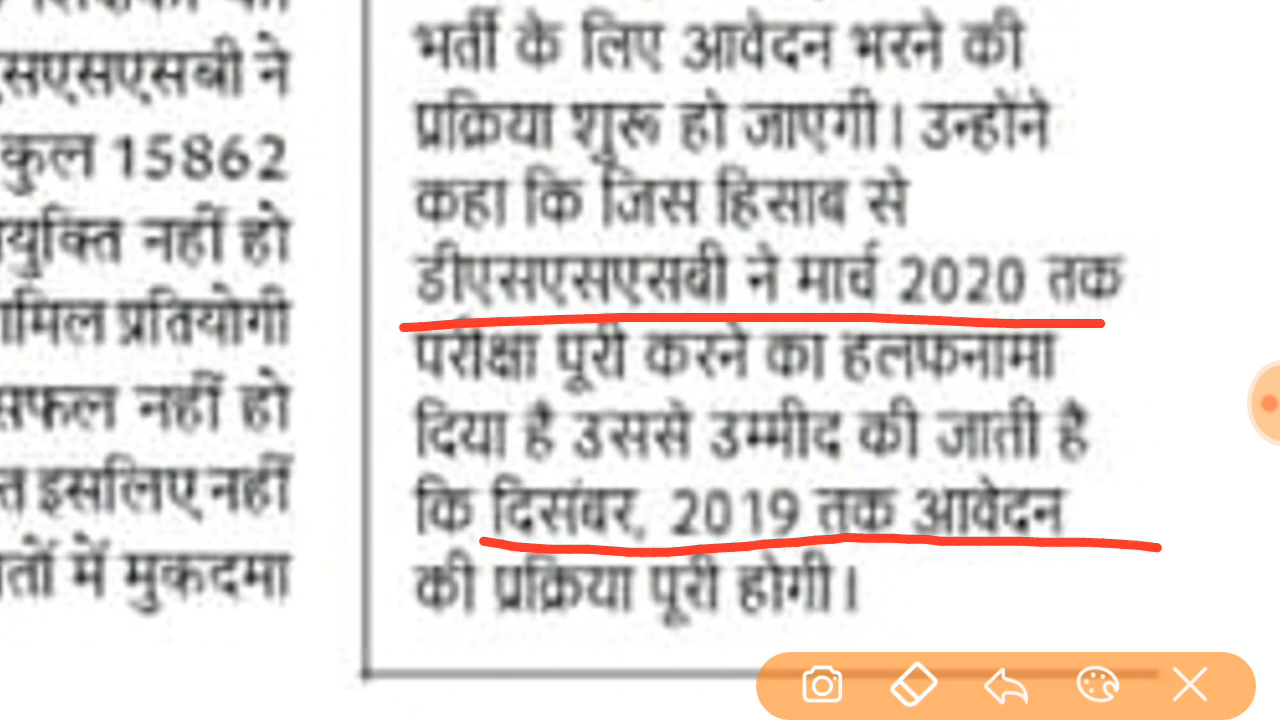 सएसएसबी ने
कुल 15862
युक्ति नहीं हो
मिल प्रतियोगी
सफल नहीं हो
इसलिए नहीं
में मुकदमा
भर्ती के लिए आवेदन भरने की
प्रक्रिया शुरू हो जाएगी। उन्होंने
कहा कि जिस हिसाब से
डीएसएसएसबी ने मार्च 2020 तक
परीक्षा पूरी करने का हलफनामा
दिया है उससे उम्मीद की जाती है
कि दिसंबर, 2019 तक आवेदन
की प्रक्रिया पूरी होगी।